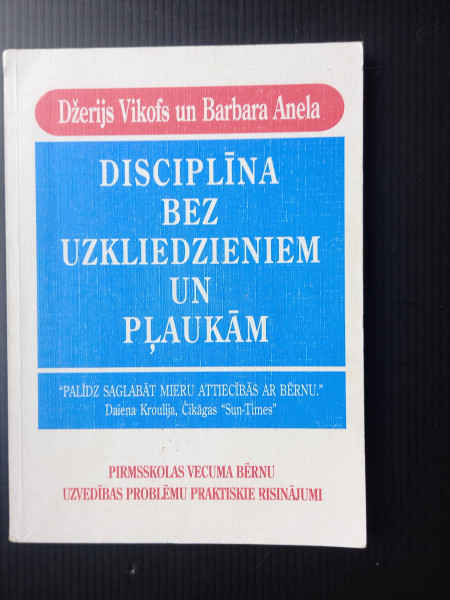 Džerijs Vikofs un Barbara Anela
DISCIPLĪNA
BEZ
UZKLIEDZIENIEM
UN
PĻAUKĀM
"PALĪDZ SAGLABĀT MIERU ATTIECĪBĀS AR BĒRNU."
Daiena Kroulija, Čikāgas "Sun-Times"
PIRMSSKOLAS VECUMA BĒRNU
UZVEDĪBAS PROBLĒMU PRAKTISKIE RISINĀJUMI